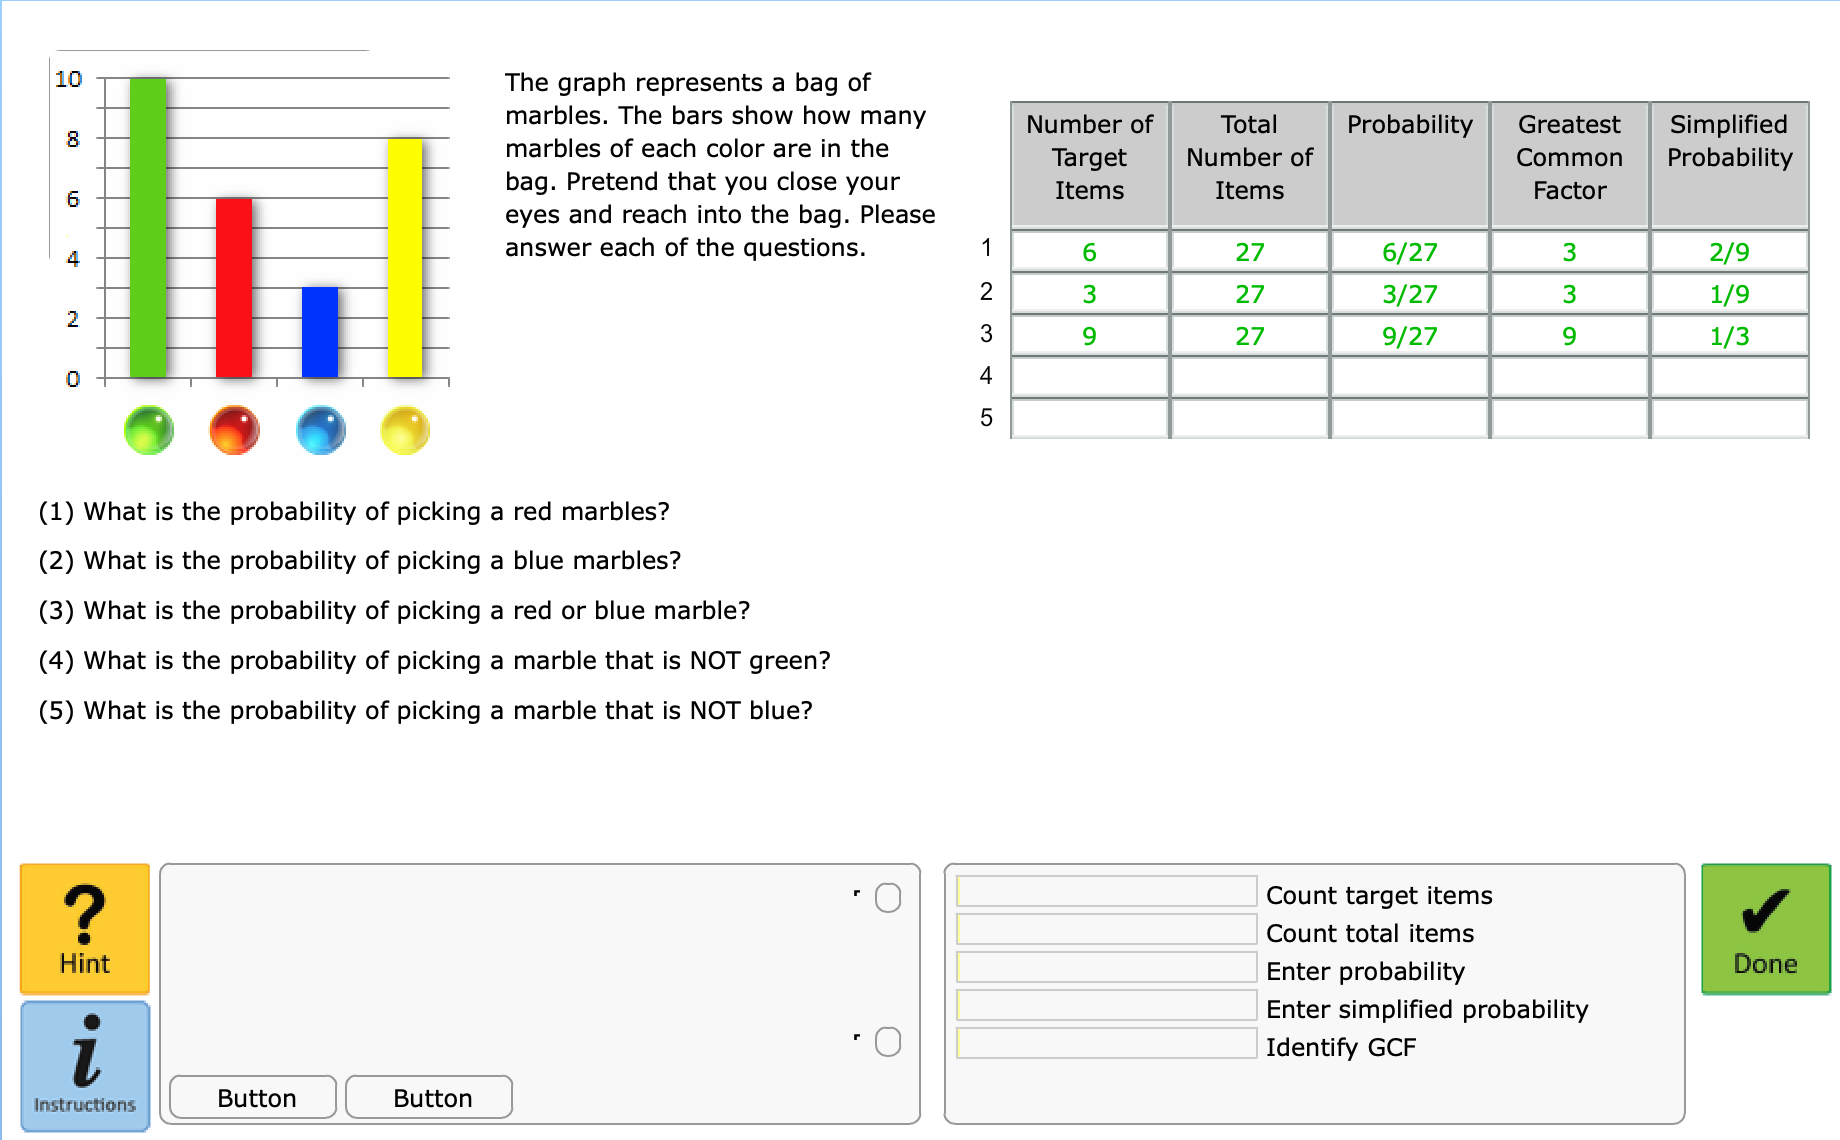 10
8
6
4
2
0
The graph represents a bag of
marbles. The bars show how many
marbles of each color are in the
bag. Pretend that you close your
eyes and reach into the bag. Please
answer each of the questions.
Number of Target Items Total Number of Items Probability Greatest Common Factor Simplified Probability
1 6 27 6/27 3 2/9
2 3 27 3/27 3 1/9
3 9 27 9/27 9 1/3
4
5
(1) What is the probability of picking a red marbles?
(2) What is the probability of picking a blue marbles?
(3) What is the probability of picking a red or blue marble?
(4) What is the probability of picking a marble that is NOT green?
(5) What is the probability of picking a marble that is NOT blue?
? Hint
i Instructions
Button Button
Count target items
Count total items
Enter probability
Enter simplified probability
Identify GCF
Done